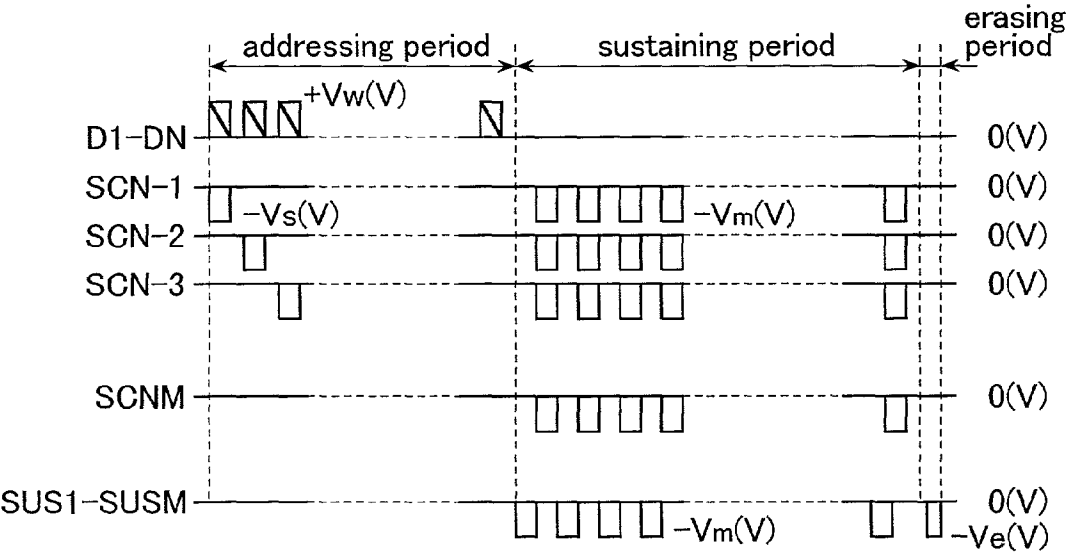 erasing
addressing period sustaining period period
+Vw(V)
D1-DN 0(V)
SCN-1 0(V)
-Vs(V) -Vm(V)
SCN-2 0(V)
SCN-3 0(V)
SCNM 0(V)
SUS1-SUSM 0(V)
-Vm(V) -Ve(V)